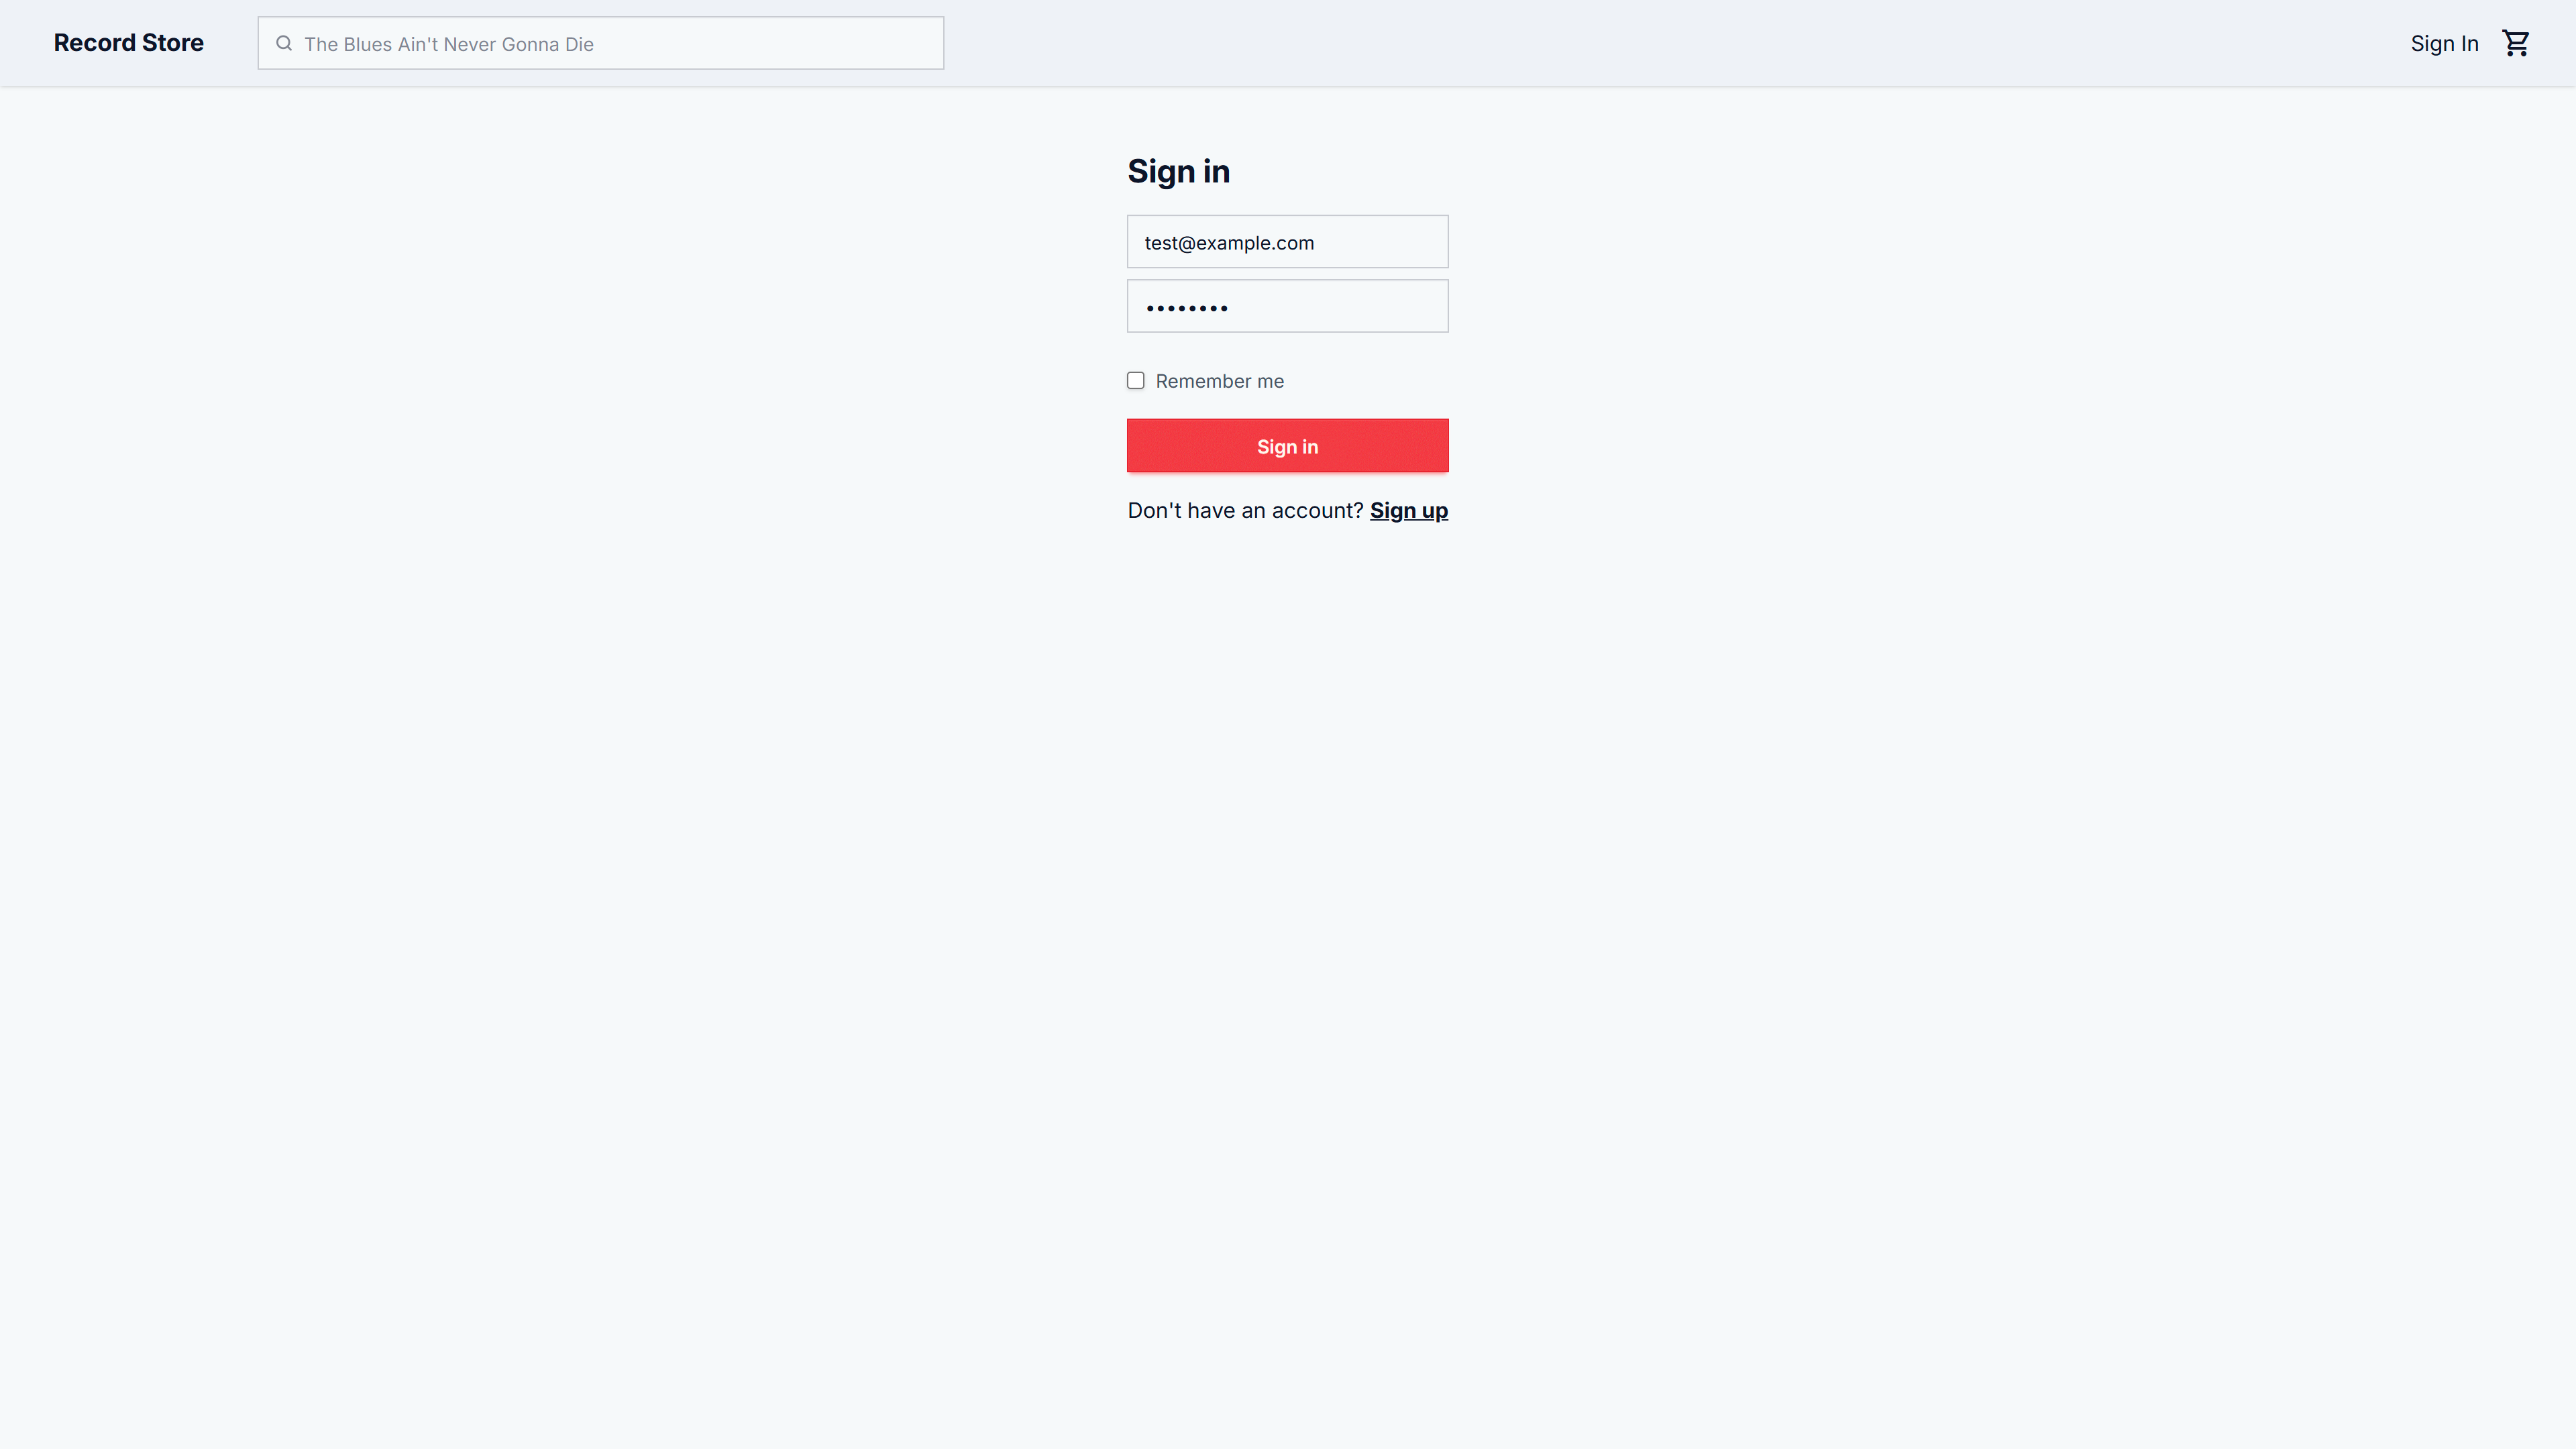 Record Store
The Blues Ain't Never Gonna Die
Sign In
Sign in
test@example.com
••••••••
Remember me
Sign in
Don't have an account? Sign up